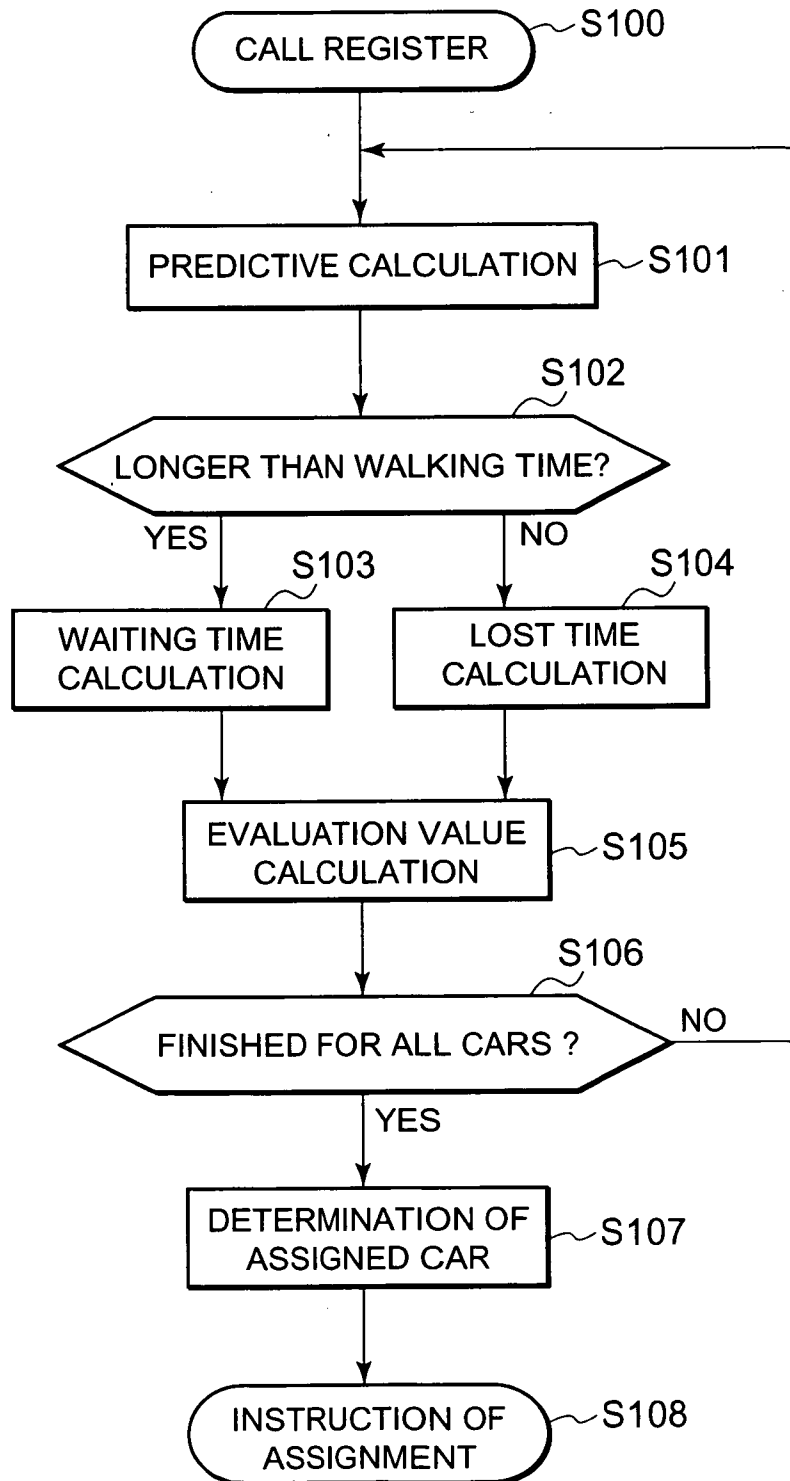 CALL REGISTER
S100
PREDICTIVE CALCULATION
S101
S102
LONGER THAN WALKING TIME?
YES
NO
S103
S104
WAITING TIME
CALCULATION
LOST TIME
CALCULATION
EVALUATION VALUE
CALCULATION
S105
S106
FINISHED FOR ALL CARS ?
NO
YES
DETERMINATION OF
ASSIGNED CAR
S107
INSTRUCTION OF
ASSIGNMENT
S108